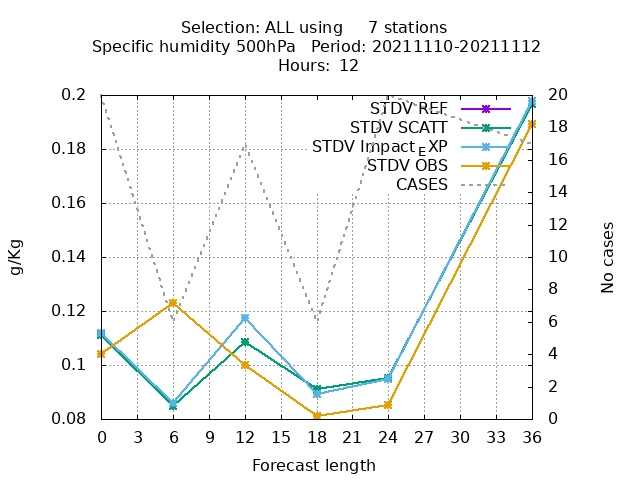 Selection: ALL using     7 stations
Specific humidity 500hPa   Period: 20211110-20211112
Hours:  12
STDV REF
STDV SCATT
STDV Impact_EXP
STDV OBS
CASES
g/Kg
0.2
0.18
0.16
0.14
0.12
0.1
0.08
20
18
16
14
12
10
8
6
4
2
0
No cases
0 3 6 9 12 15 18 21 24 27 30 33 36
Forecast length